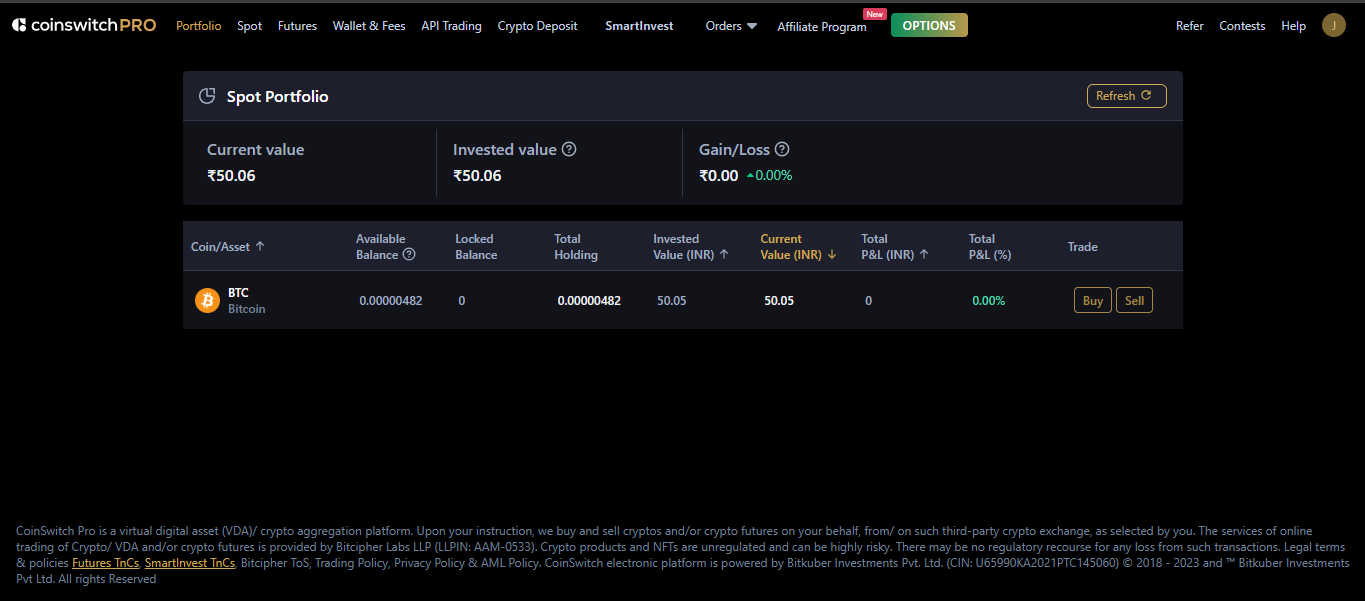 coinswitch PRO Portfolio Spot Futures Wallet & Fees API Trading Crypto Deposit SmartInvest Orders Affiliate Program New OPTIONS Refer Contests Help J
Spot Portfolio Refresh
Current value Invested value ? Gain/Loss ?
₹50.06 ₹50.06 ₹0.00 0.00%
Coin/Asset ↑ Available Balance ? Locked Balance Total Holding Invested Value (INR) ↑ Current Value (INR) ↓ Total P&L (INR) ↑ Total P&L (%) Trade
BTC
Bitcoin
0.00000482 0 0.00000482 50.05 50.05 0 0.00% Buy Sell
CoinSwitch Pro is a virtual digital asset (VDA)/ crypto aggregation platform. Upon your instruction, we buy and sell cryptos and/or crypto futures on your behalf, from/ on such third-party crypto exchange, as selected by you. The services of online
trading of Crypto/ VDA and/or crypto futures is provided by Bitcipher Labs LLP (LLPIN: AAM-0533). Crypto products and NFTs are unregulated and can be highly risky. There may be no regulatory recourse for any loss from such transactions. Legal terms
& policies Futures TnCs, SmartInvest TnCs, Bitcipher ToS, Trading Policy, Privacy Policy & AML Policy. CoinSwitch electronic platform is powered by Bitkuber Investments Pvt. Ltd. (CIN: U65990KA2021PTC145060) © 2018 - 2023 and ™ Bitkuber Investments
Pvt Ltd. All rights Reserved